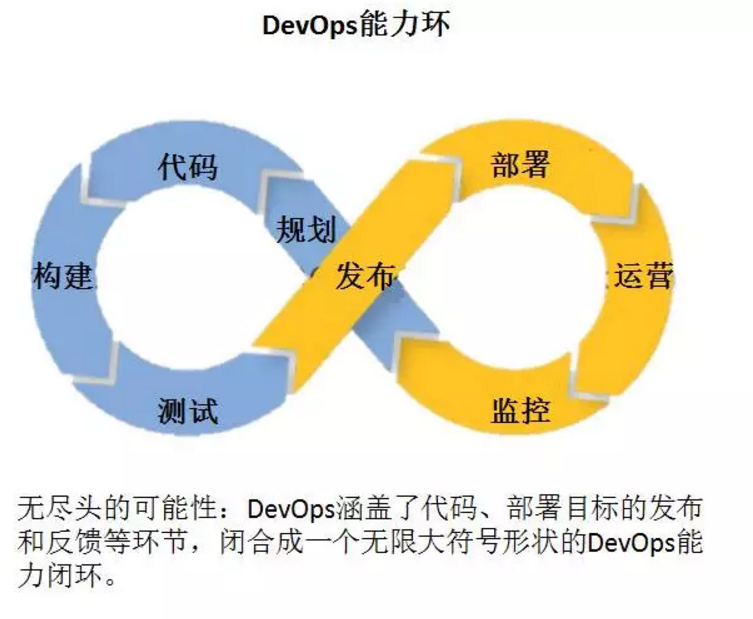 DevOps能力环
代码
部署
规划
构建
发布
运营
测试
监控
无尽头的可能性：DevOps涵盖了代码、部署目标的发布
和反馈等环节，闭合成一个无限大符号形状的DevOps能
力闭环。